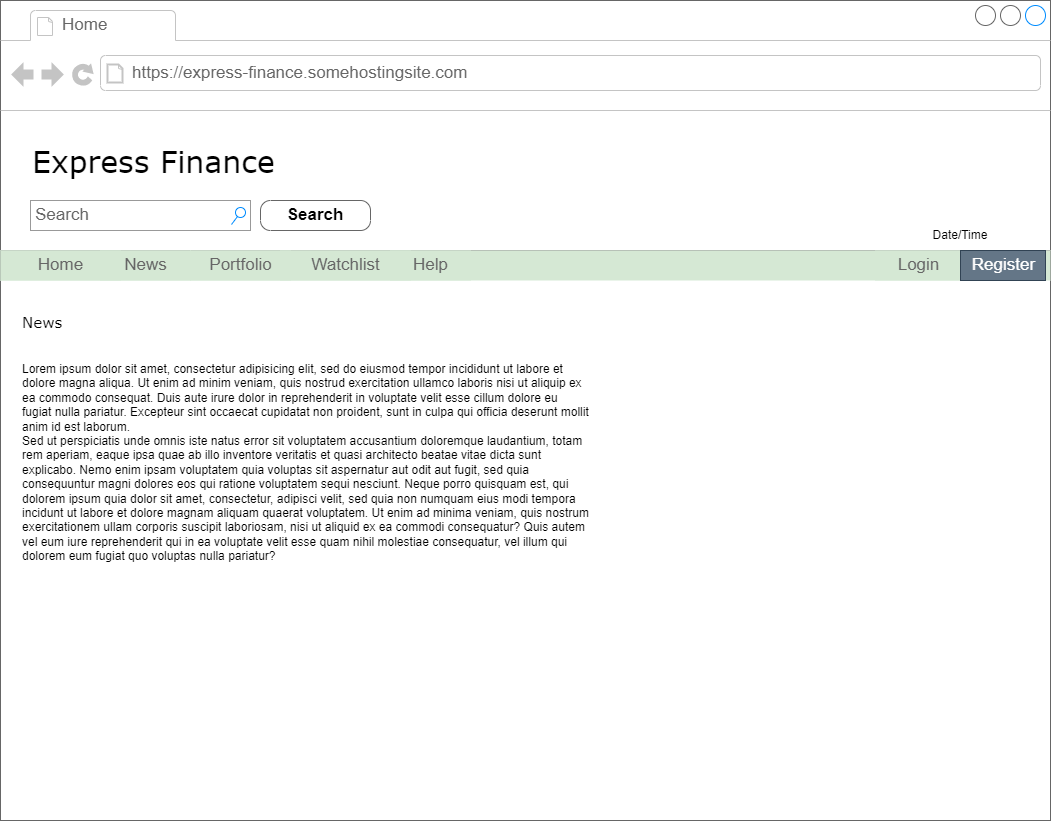 Home
https://express-finance.somehostingsite.com
Express Finance
Search Search
Date/Time
Home News Portfolio Watchlist Help Login Register
News
Lorem ipsum dolor sit amet, consectetur adipisicing elit, sed do eiusmod tempor incididunt ut labore et
dolore magna aliqua. Ut enim ad minim veniam, quis nostrud exercitation ullamco laboris nisi ut aliquip ex
ea commodo consequat. Duis aute irure dolor in reprehenderit in voluptate velit esse cillum dolore eu
fugiat nulla pariatur. Excepteur sint occaecat cupidatat non proident, sunt in culpa qui officia deserunt mollit
anim id est laborum.
Sed ut perspiciatis unde omnis iste natus error sit voluptatem accusantium doloremque laudantium, totam
rem aperiam, eaque ipsa quae ab illo inventore veritatis et quasi architecto beatae vitae dicta sunt
explicabo. Nemo enim ipsam voluptatem quia voluptas sit aspernatur aut odit aut fugit, sed quia
consequuntur magni dolores eos qui ratione voluptatem sequi nesciunt. Neque porro quisquam est, qui
dolorem ipsum quia dolor sit amet, consectetur, adipisci velit, sed quia non numquam eius modi tempora
incidunt ut labore et dolore magnam aliquam quaerat voluptatem. Ut enim ad minima veniam, quis nostrum
exercitationem ullam corporis suscipit laboriosam, nisi ut aliquid ex ea commodi consequatur? Quis autem
vel eum iure reprehenderit qui in ea voluptate velit esse quam nihil molestiae consequatur, vel illum qui
dolorem eum fugiat quo voluptas nulla pariatur?